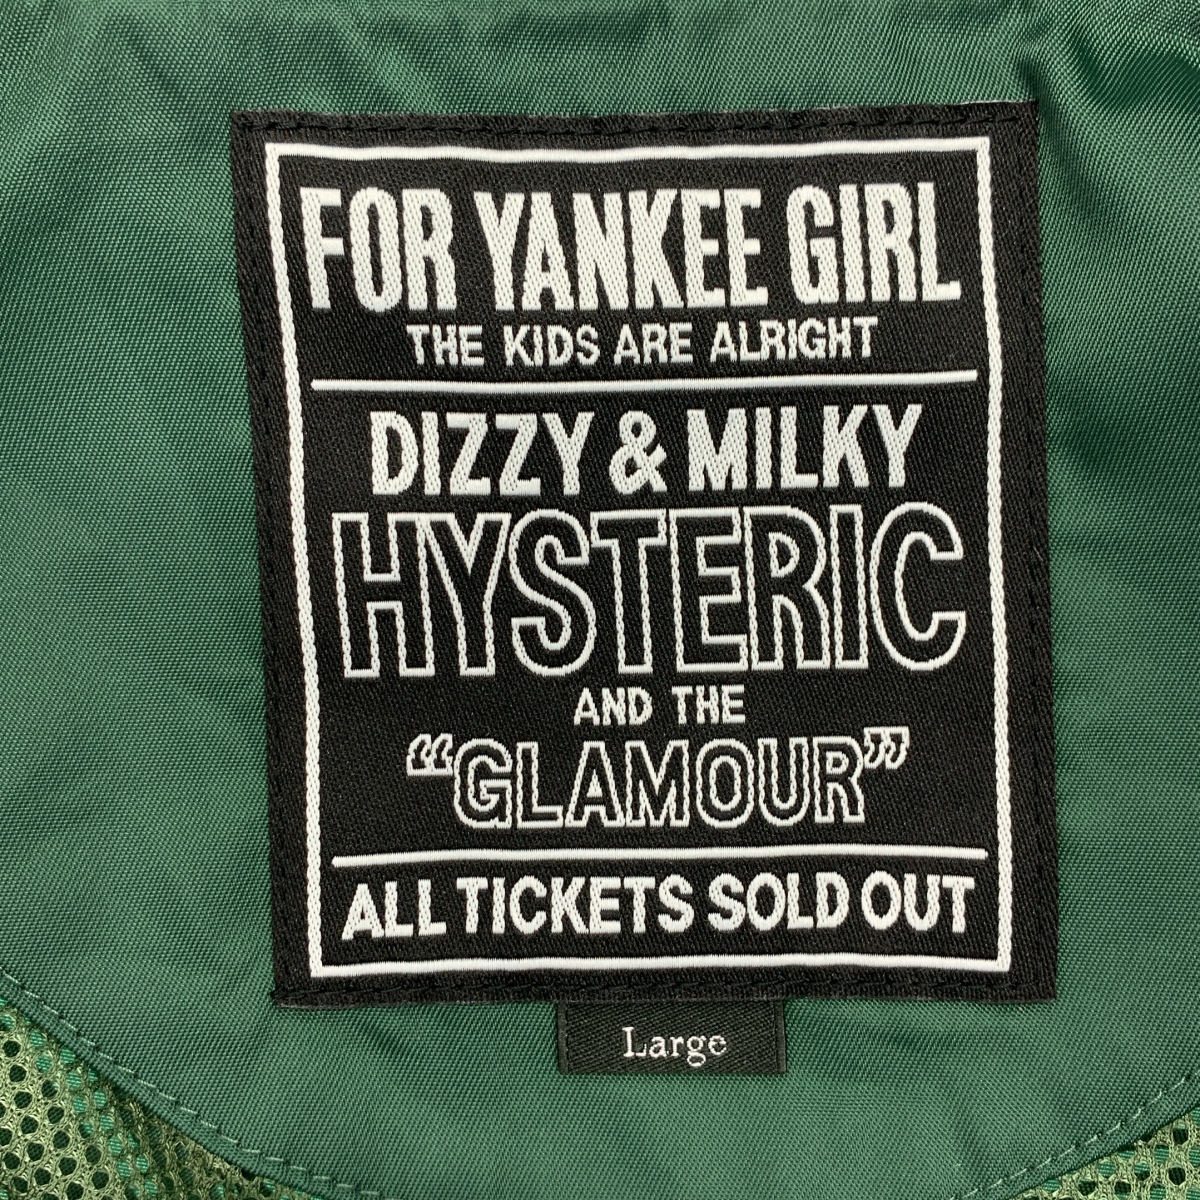 FOR YANKEE GIRL
THE KIDS ARE ALRIGHT
DIZZY & MILKY
HYSTERIC
AND THE
“GLAMOUR”
ALL TICKETS SOLD OUT
Large